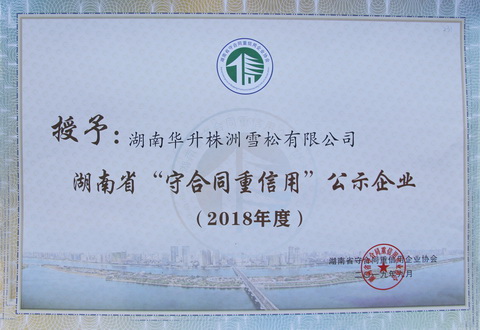 授予：湖南华升株洲雪松有限公司
湖南省“守合同重信用”公示企业
（2018年度）
湖南省守合同重信用企业协会